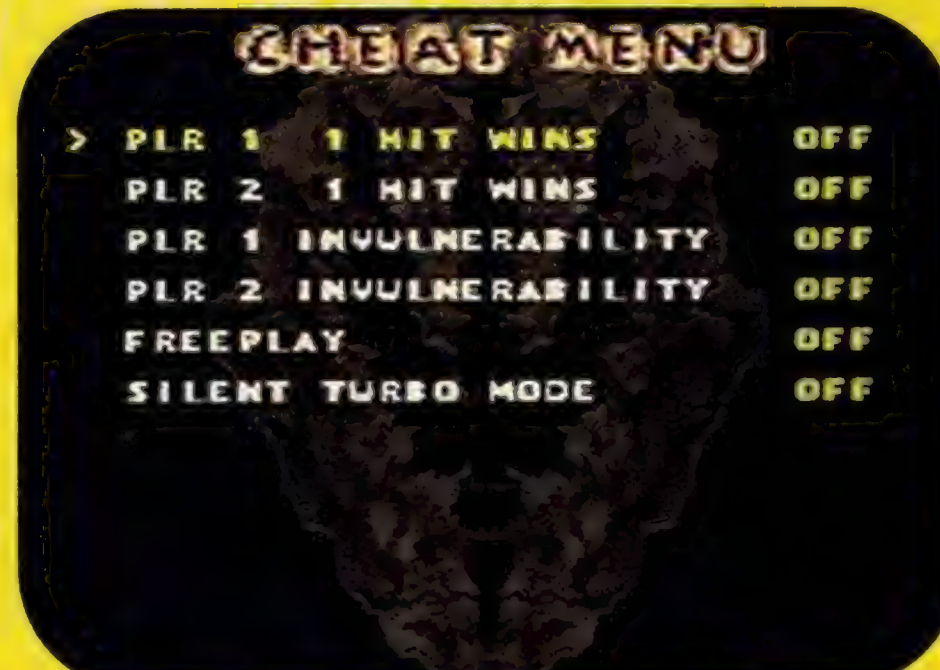 CHEAT MENU
> PLR 1 1 HIT WINS OFF
PLR 2 1 HIT WINS OFF
PLR 1 INVULNERABILITY OFF
PLR 2 INVULNERABILITY OFF
FREEPLAY OFF
SILENT TURBO MODE OFF